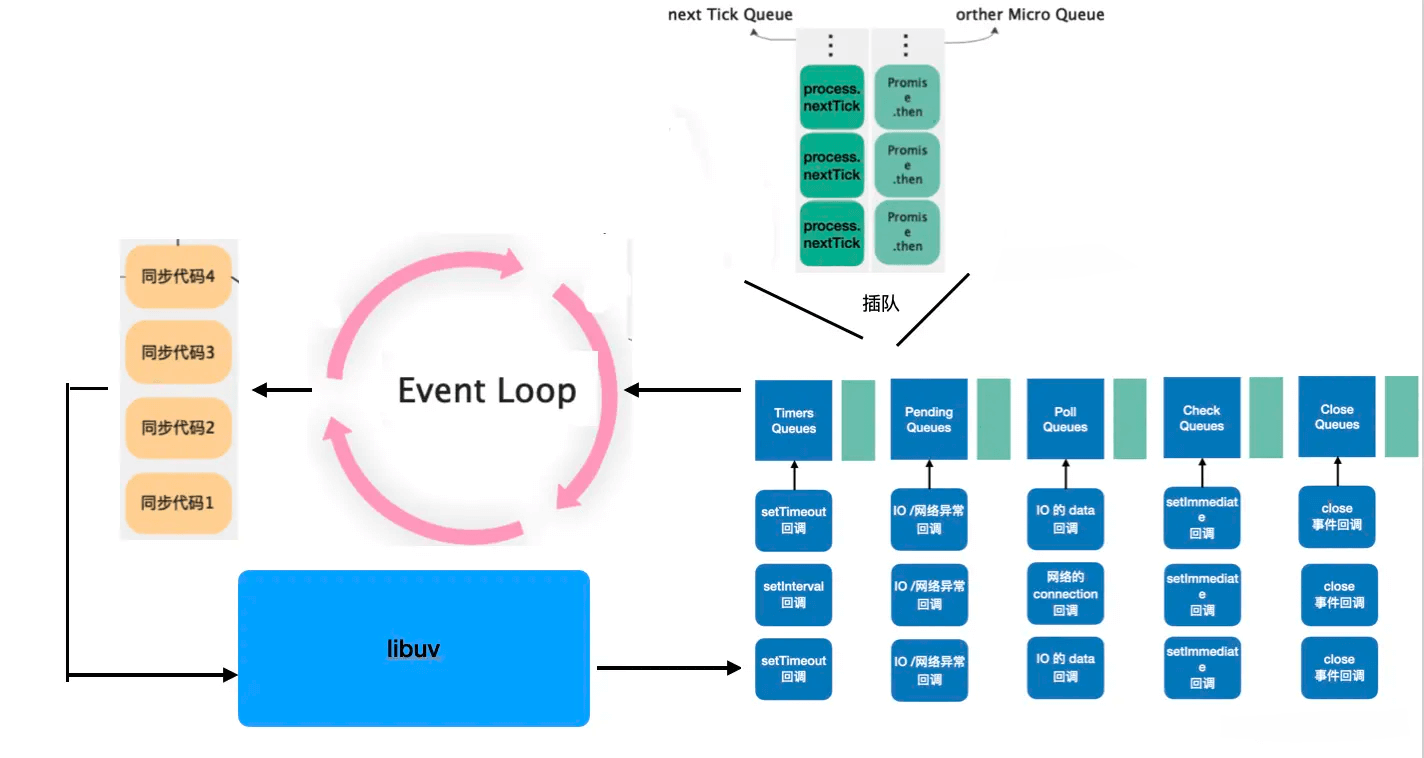 next Tick Queue
orther Micro Queue
⋮
⋮
process.
nextTick
Promis
e
.then
process.
nextTick
Promis
e
.then
process.
nextTick
Promis
e
.then
插队
同步代码4
同步代码3
同步代码2
同步代码1
Event Loop
libuv
Timers
Queues
Pending
Queues
Poll
Queues
Check
Queues
Close
Queues
setTimeout
回调
IO /网络异常
回调
IO 的 data
回调
setImmediat
e
回调
close
事件回调
setInterval
回调
IO /网络异常
回调
网络的
connection
回调
setImmediat
e
回调
close
事件回调
setTimeout
回调
IO /网络异常
回调
IO 的 data
回调
setImmediat
e
回调
close
事件回调